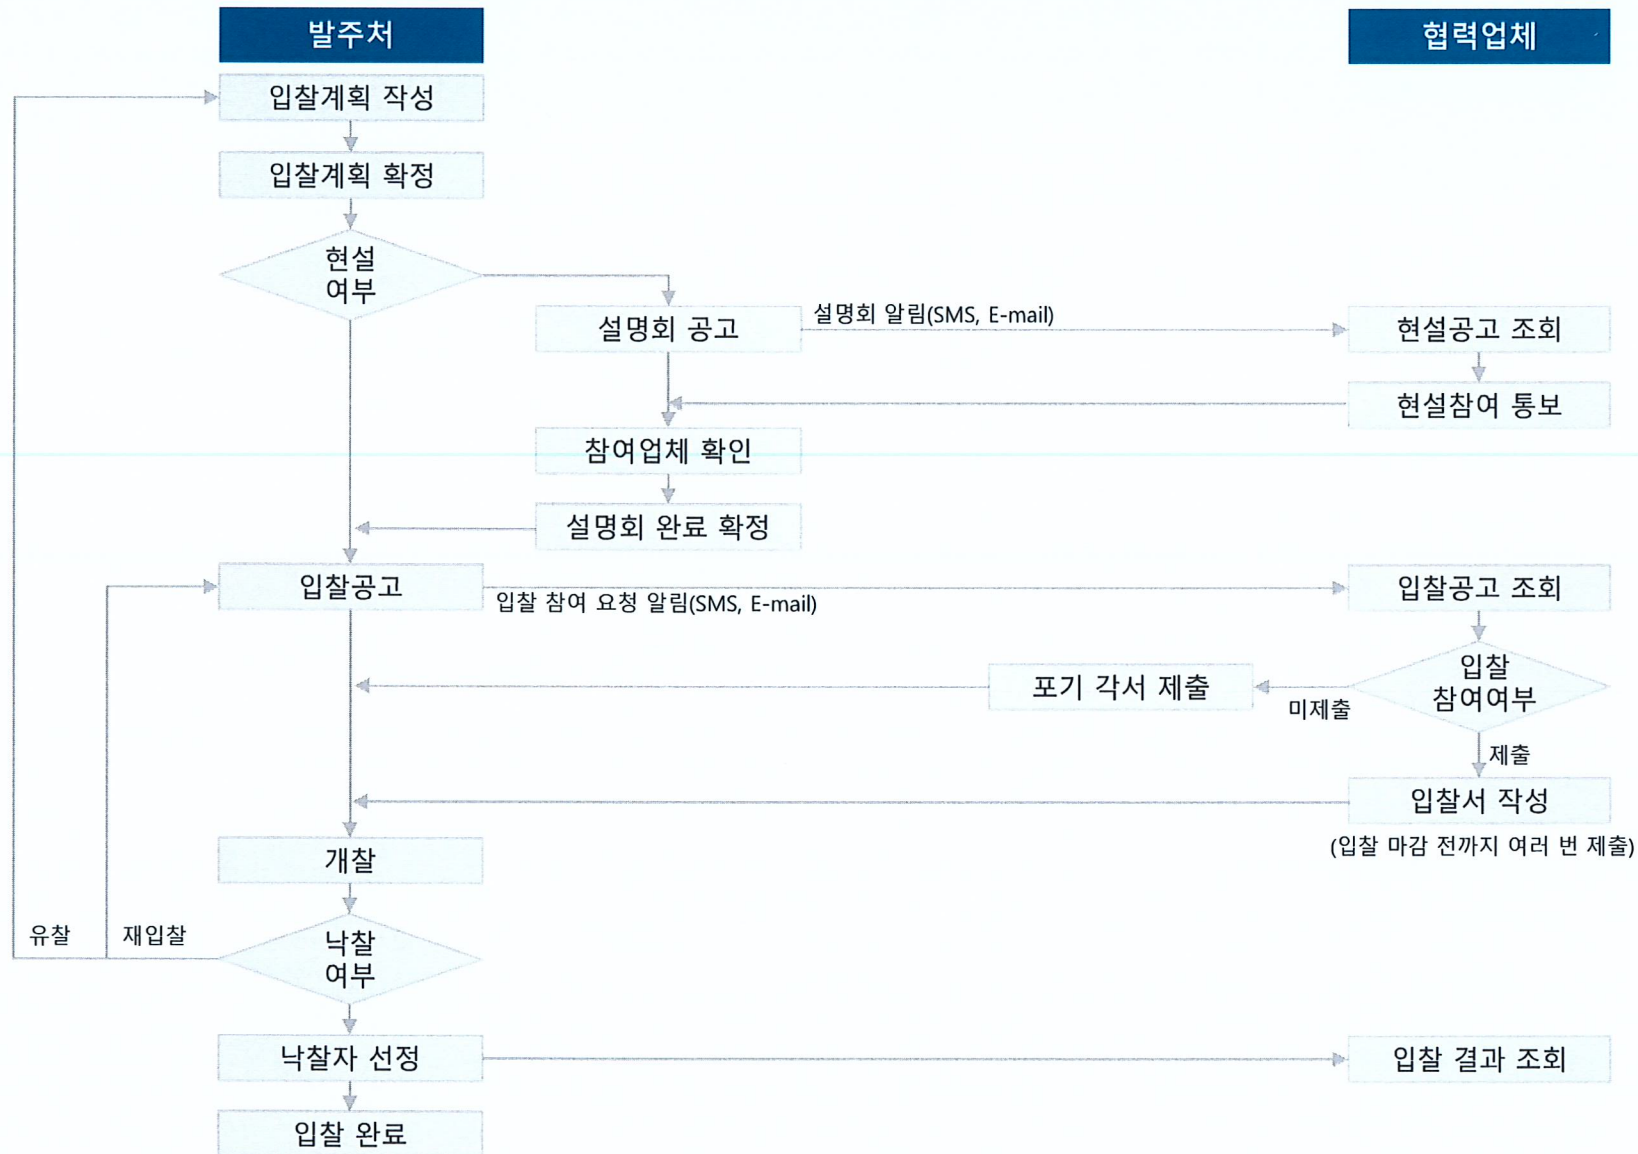 발주처
협력업체
입찰계획 작성
입찰계획 확정
현설
여부
설명회 공고
설명회 알림(SMS, E-mail)
현설공고 조회
현설참여 통보
참여업체 확인
설명회 완료 확정
입찰공고
입찰 참여 요청 알림(SMS, E-mail)
입찰공고 조회
입찰
참여여부
포기 각서 제출
미제출
제출
입찰서 작성
(입찰 마감 전까지 여러 번 제출)
개찰
유찰
재입찰
낙찰
여부
낙찰자 선정
입찰 결과 조회
입찰 완료